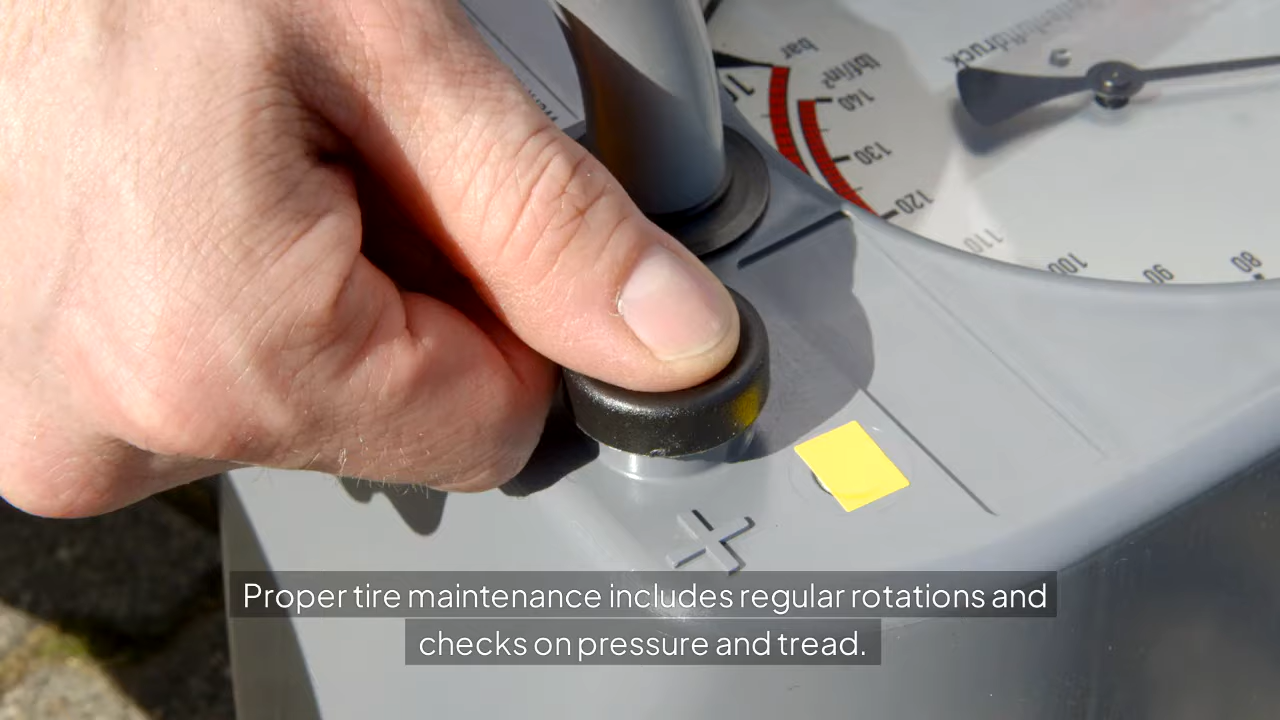 bar
lbf/in²
140
130
120
110
100
90
80
Proper tire maintenance includes regular rotations and
checks on pressure and tread.